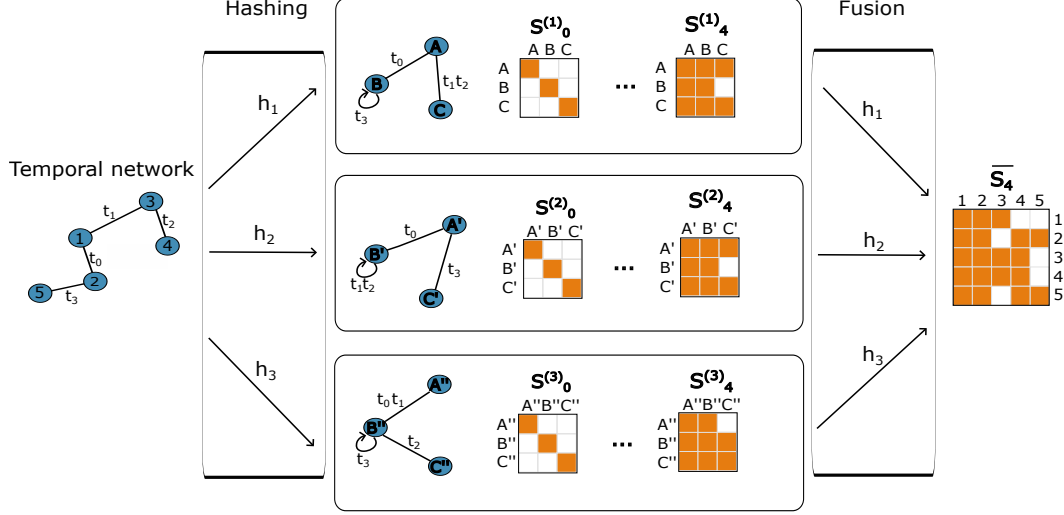 Hashing
Fusion
Temporal network
1
2
3
4
5
t₀
t₁
t₂
t₃
h₁
h₂
h₃
A
B
C
t₀
t₁t₂
t₃
S⁽¹⁾₀
A B C
A
B
C
...
S⁽¹⁾₄
A B C
A
B
C
A'
B'
C'
t₀
t₁t₂
t₃
S⁽²⁾₀
A' B' C'
A'
B'
C'
...
S⁽²⁾₄
A' B' C'
A'
B'
C'
A"
B"
C"
t₀t₁
t₂
t₃
S⁽³⁾₀
A"B"C"
A"
B"
C"
...
S⁽³⁾₄
A"B"C"
A"
B"
C"
h₁
h₂
h₃
S̅₄
1 2 3 4 5
1
2
3
4
5